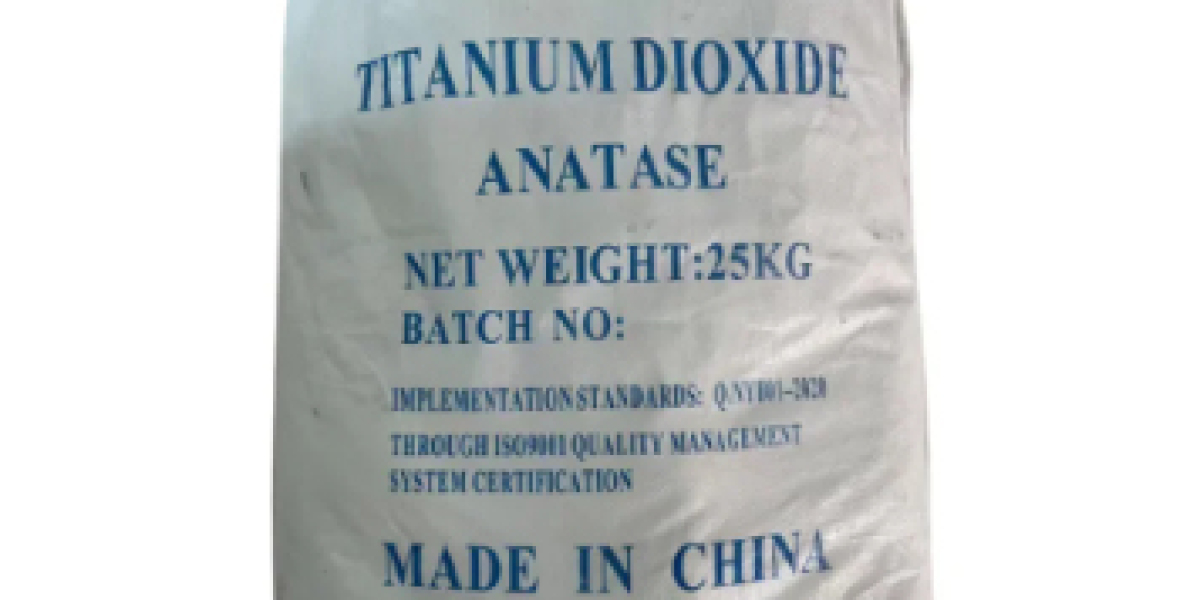 TITANIUM DIOXIDE
ANATASE
NET WEIGHT:25KG
BATCH NO:
IMPLEMENTATION STANDARDS:
THROUGH ISO9001 QUALITY MANAGEMENT
SYSTEM CERTIFICATION
MADE IN CHINA